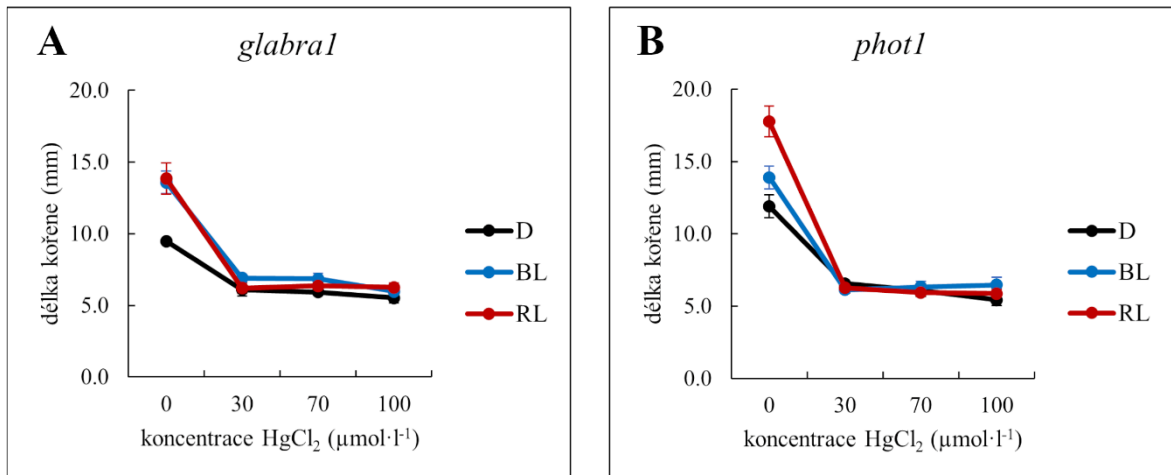 A
glabra1
20.0
15.0
10.0
5.0
0.0
délka kořene (mm)
0 30 70 100
koncentrace HgCl₂ (µmol·l⁻¹)
D
BL
RL
B
phot1
20.0
15.0
10.0
5.0
0.0
délka kořene (mm)
0 30 70 100
koncentrace HgCl₂ (µmol·l⁻¹)
D
BL
RL